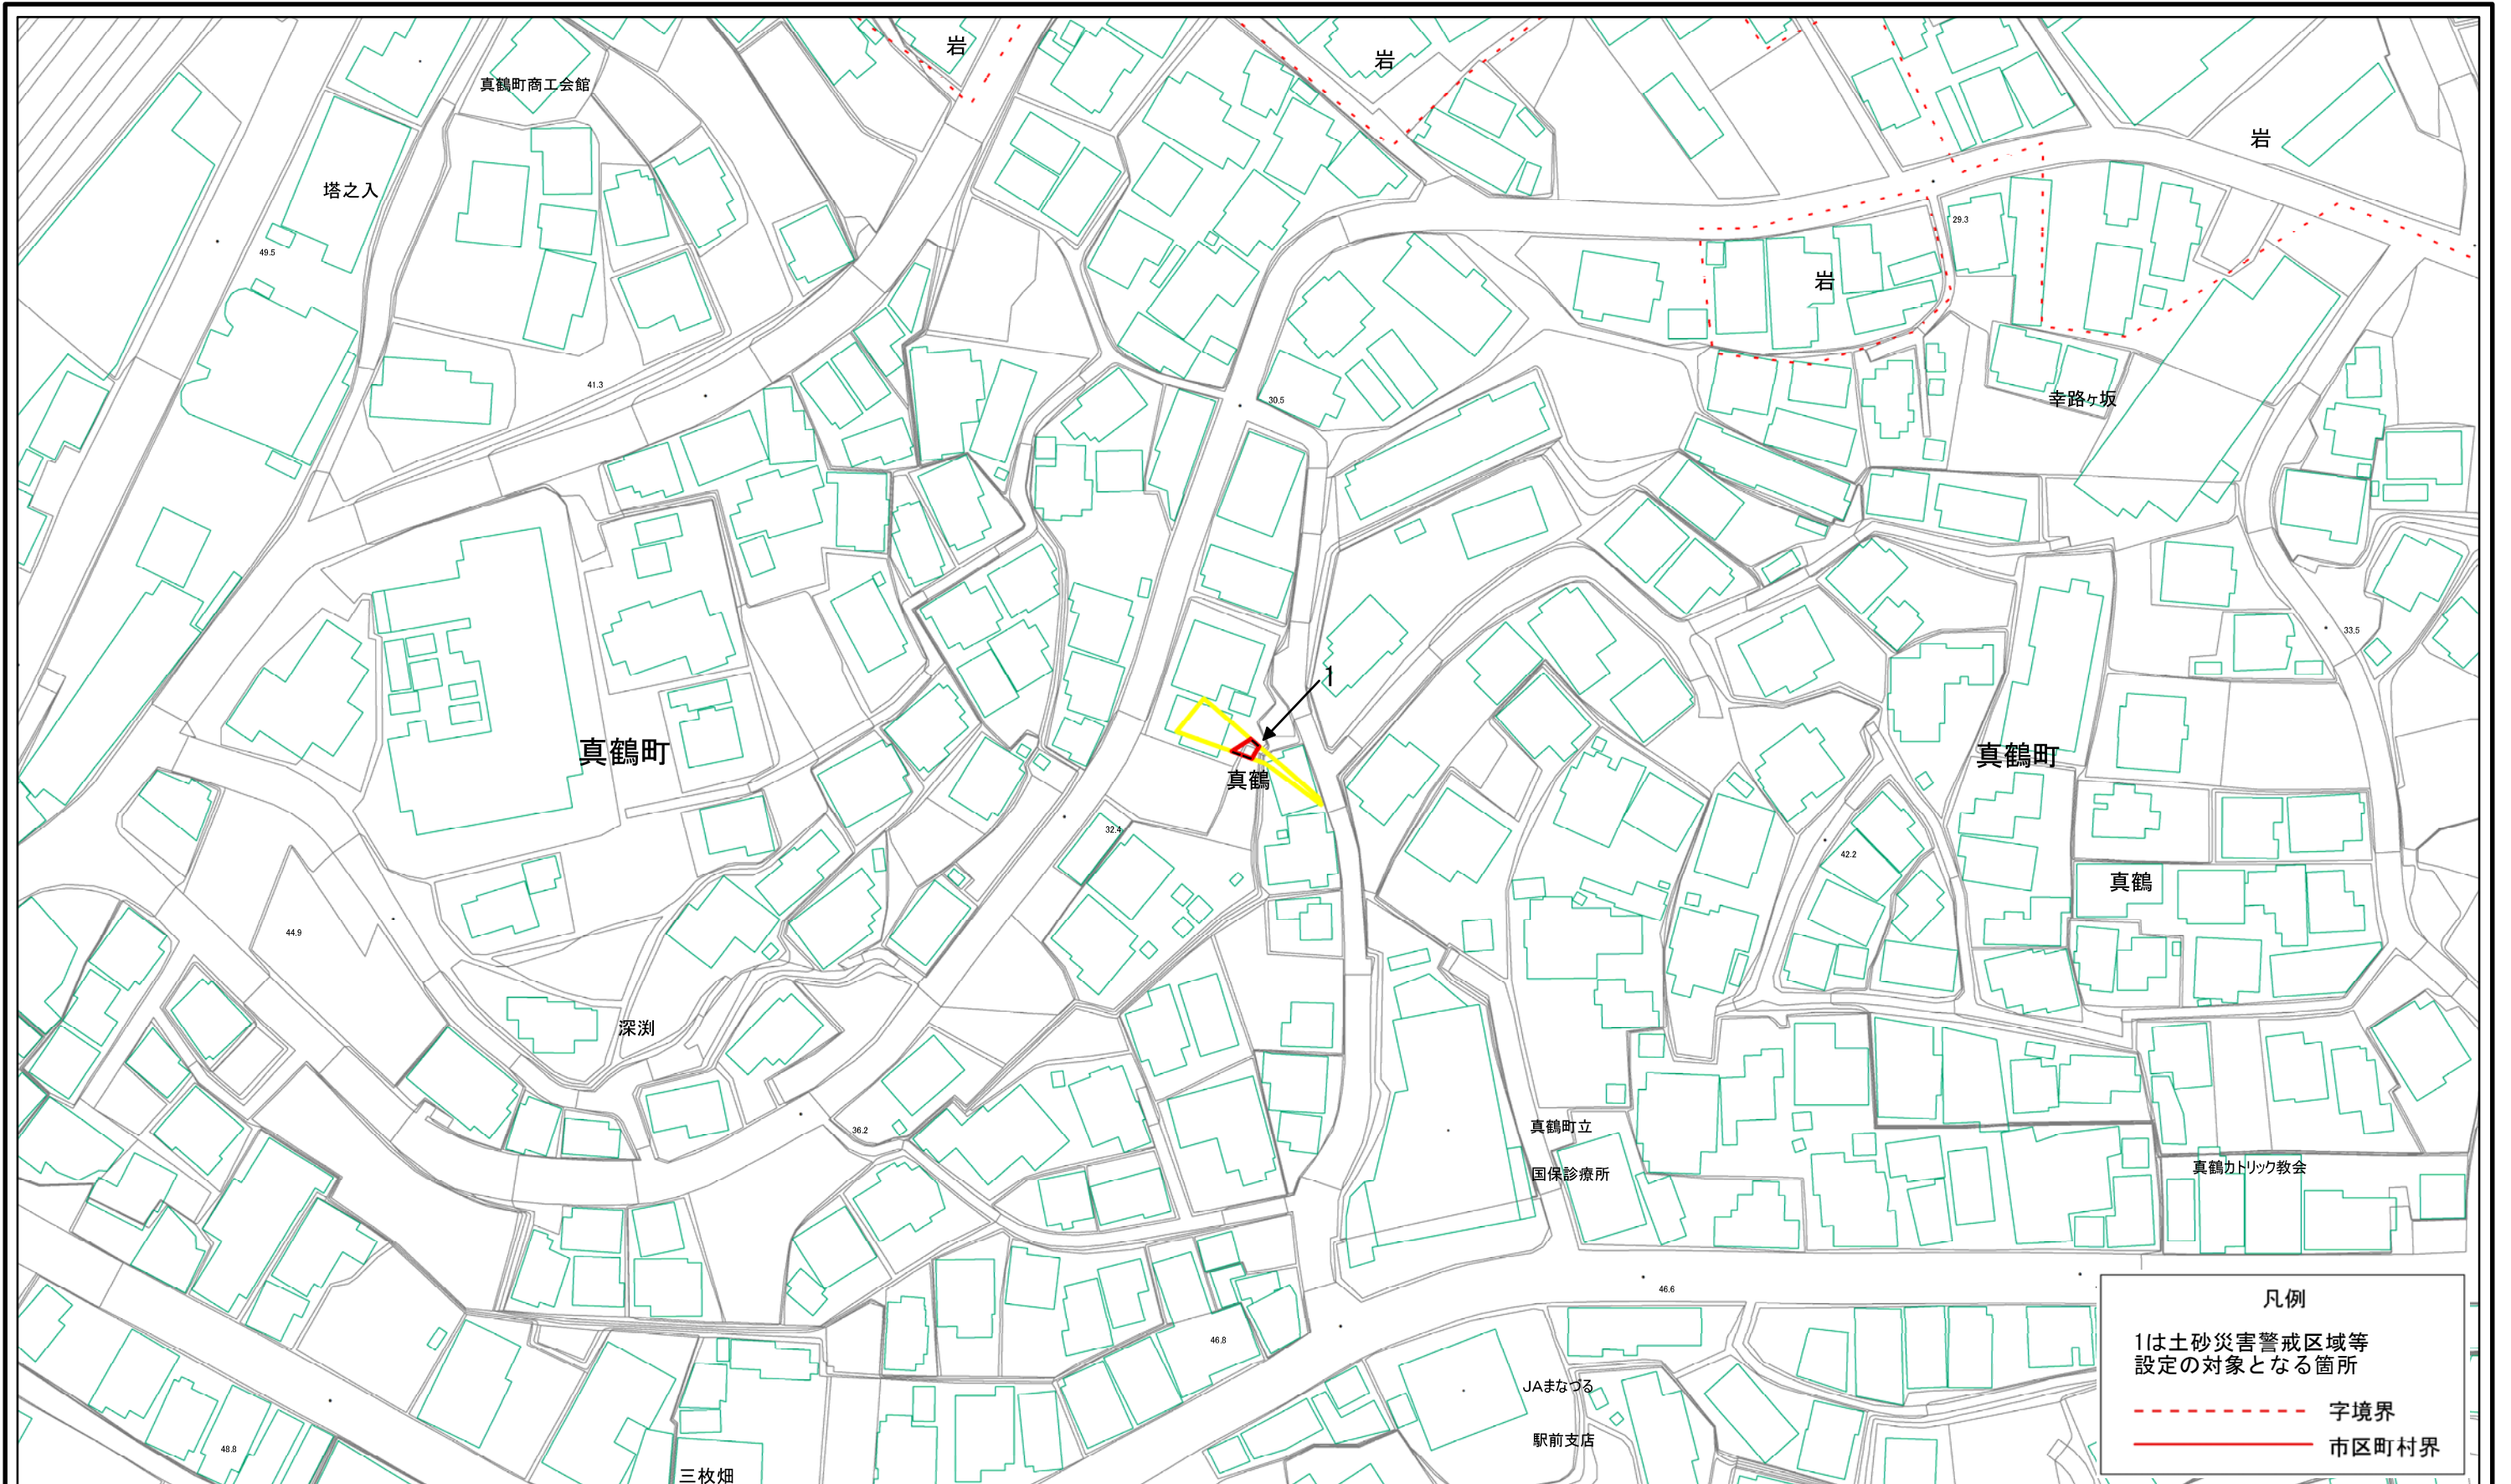 岩
岩
真鶴町商工会館
岩
塔之入
29.3
49.5
岩
41.3
幸路ヶ坂
30.5
33.5
1
真鶴町
真鶴町
真鶴
32.4
42.2
真鶴
44.9
深渕
36.2
真鶴町立
国保診療所
真鶴カトリック教会
46.6
46.8
JAまなづる
駅前支店
48.8
三枚畑
凡例
1は土砂災害警戒区域等
設定の対象となる箇所
字境界
市区町村界